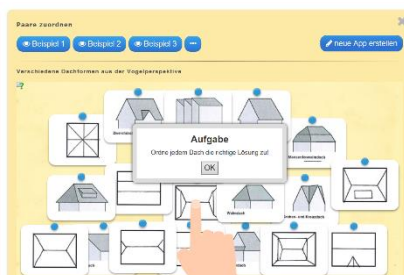 Paare zuordnen
Beispiel 1
Beispiel 2
Beispiel 3
neue App erstellen
Verschiedene Dachformen aus der Vogelperspektive
Aufgabe
Ordne jedem Dach die richtige Lösung zu!
OK
Walmdach